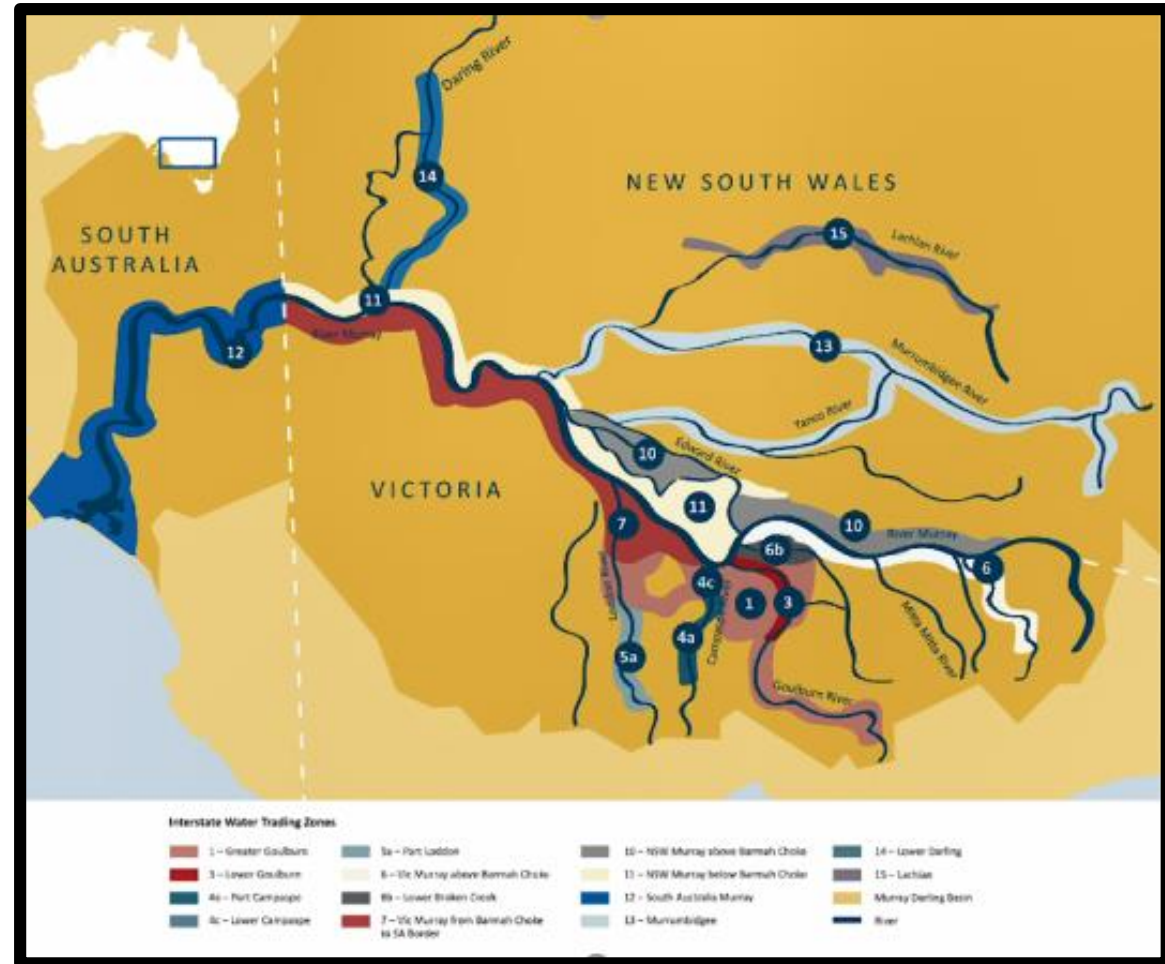 Daring River
14
NEW SOUTH WALES
SOUTH
AUSTRALIA
15
Lachlan River
11
River Murray
12
13
Murrumbidgee River
Yanco River
10
Edward River
VICTORIA
11
10
River Murray
7
6b
6
4c
1
3
Mitta Mitta River
4a
5a
Goulburn River
Interstate Water Trading Zones
1 – Greater Goulburn
3 – Lower Goulburn
4a – Part Campaspe
4c – Lower Campaspe
5a – Part Loddon
6 – Vic Murray above Barmah Choke
6b – Lower Broken Creek
7 – Vic Murray from Barmah Choke
to SA Border
10 – NSW Murray above Barmah Choke
11 – NSW Murray below Barmah Choke
12 – South Australia Murray
13 – Murrumbidgee
14 – Lower Darling
15 – Lachlan
Murray Darling Basin
River